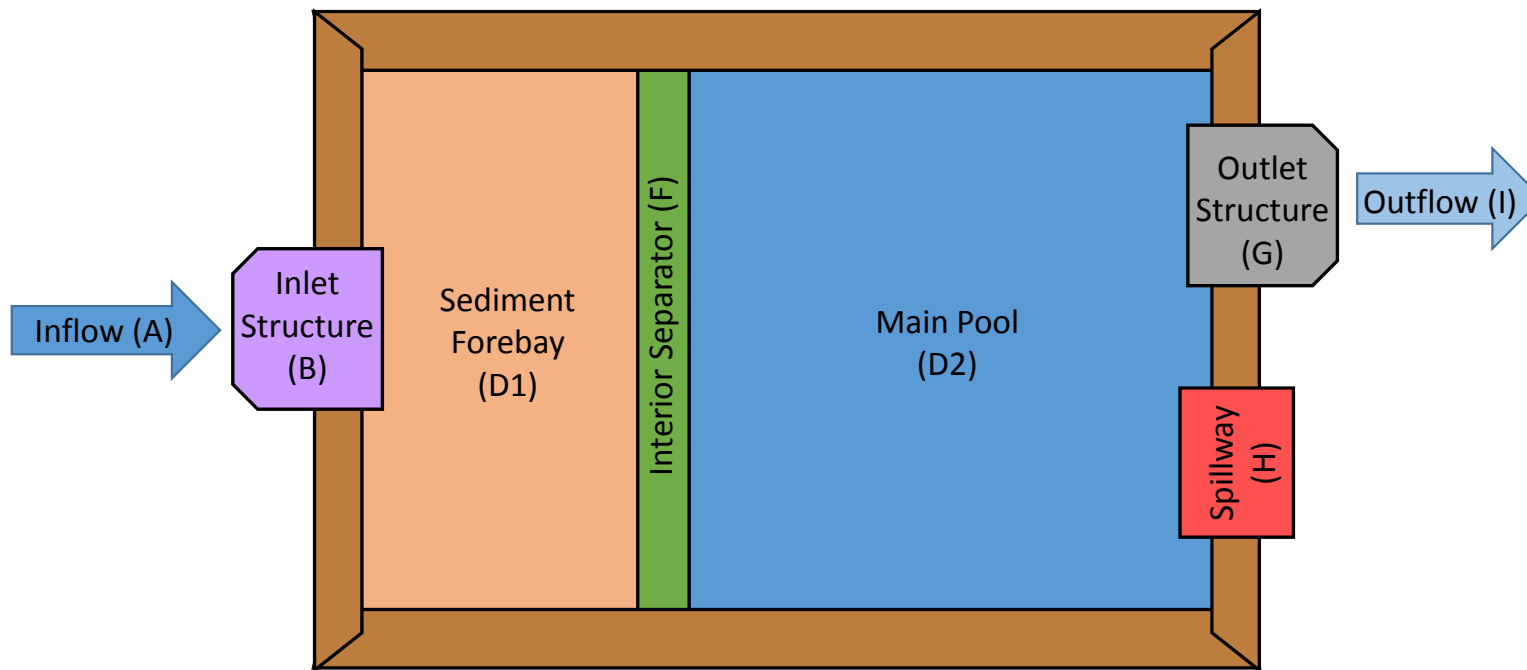 Inflow (A)
Inlet
Structure
(B)
Sediment
Forebay
(D1)
Interior Separator (F)
Main Pool
(D2)
Outlet
Structure
(G)
Outflow (I)
Spillway
(H)